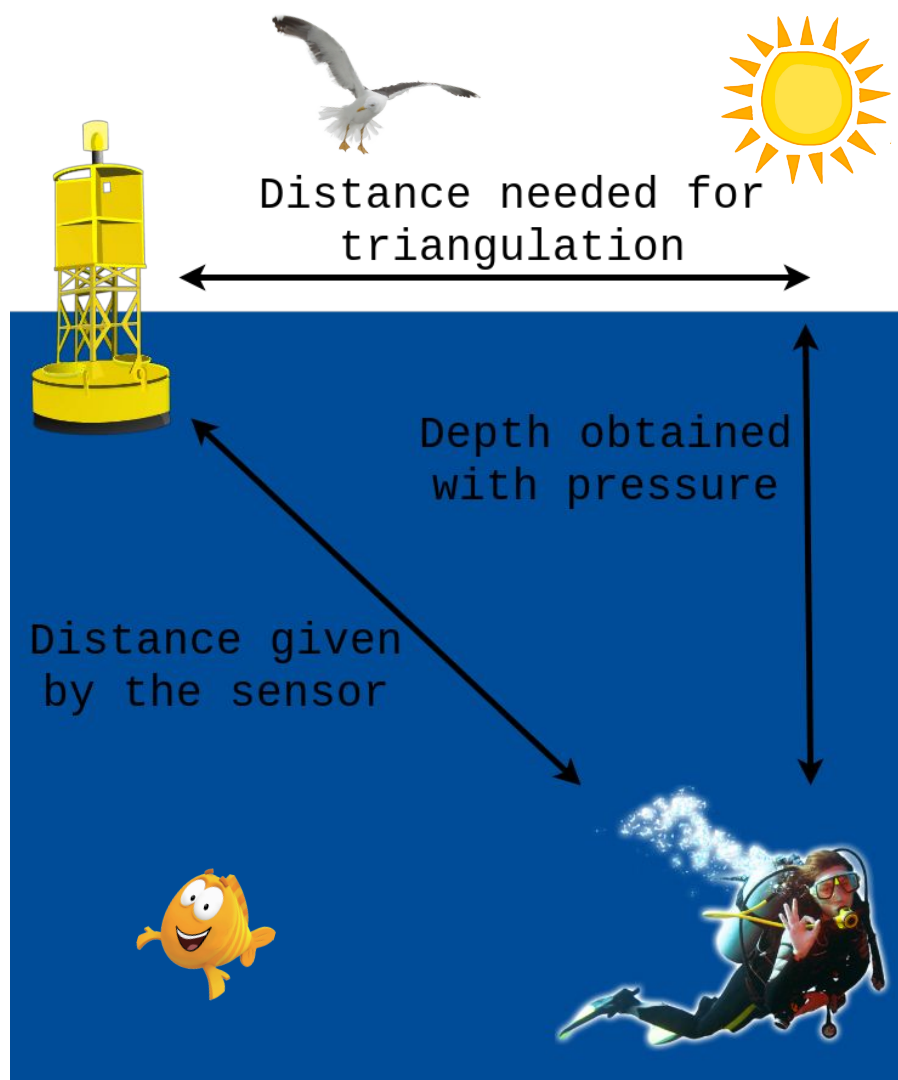 Distance needed for
triangulation
Depth obtained
with pressure
Distance given
by the sensor